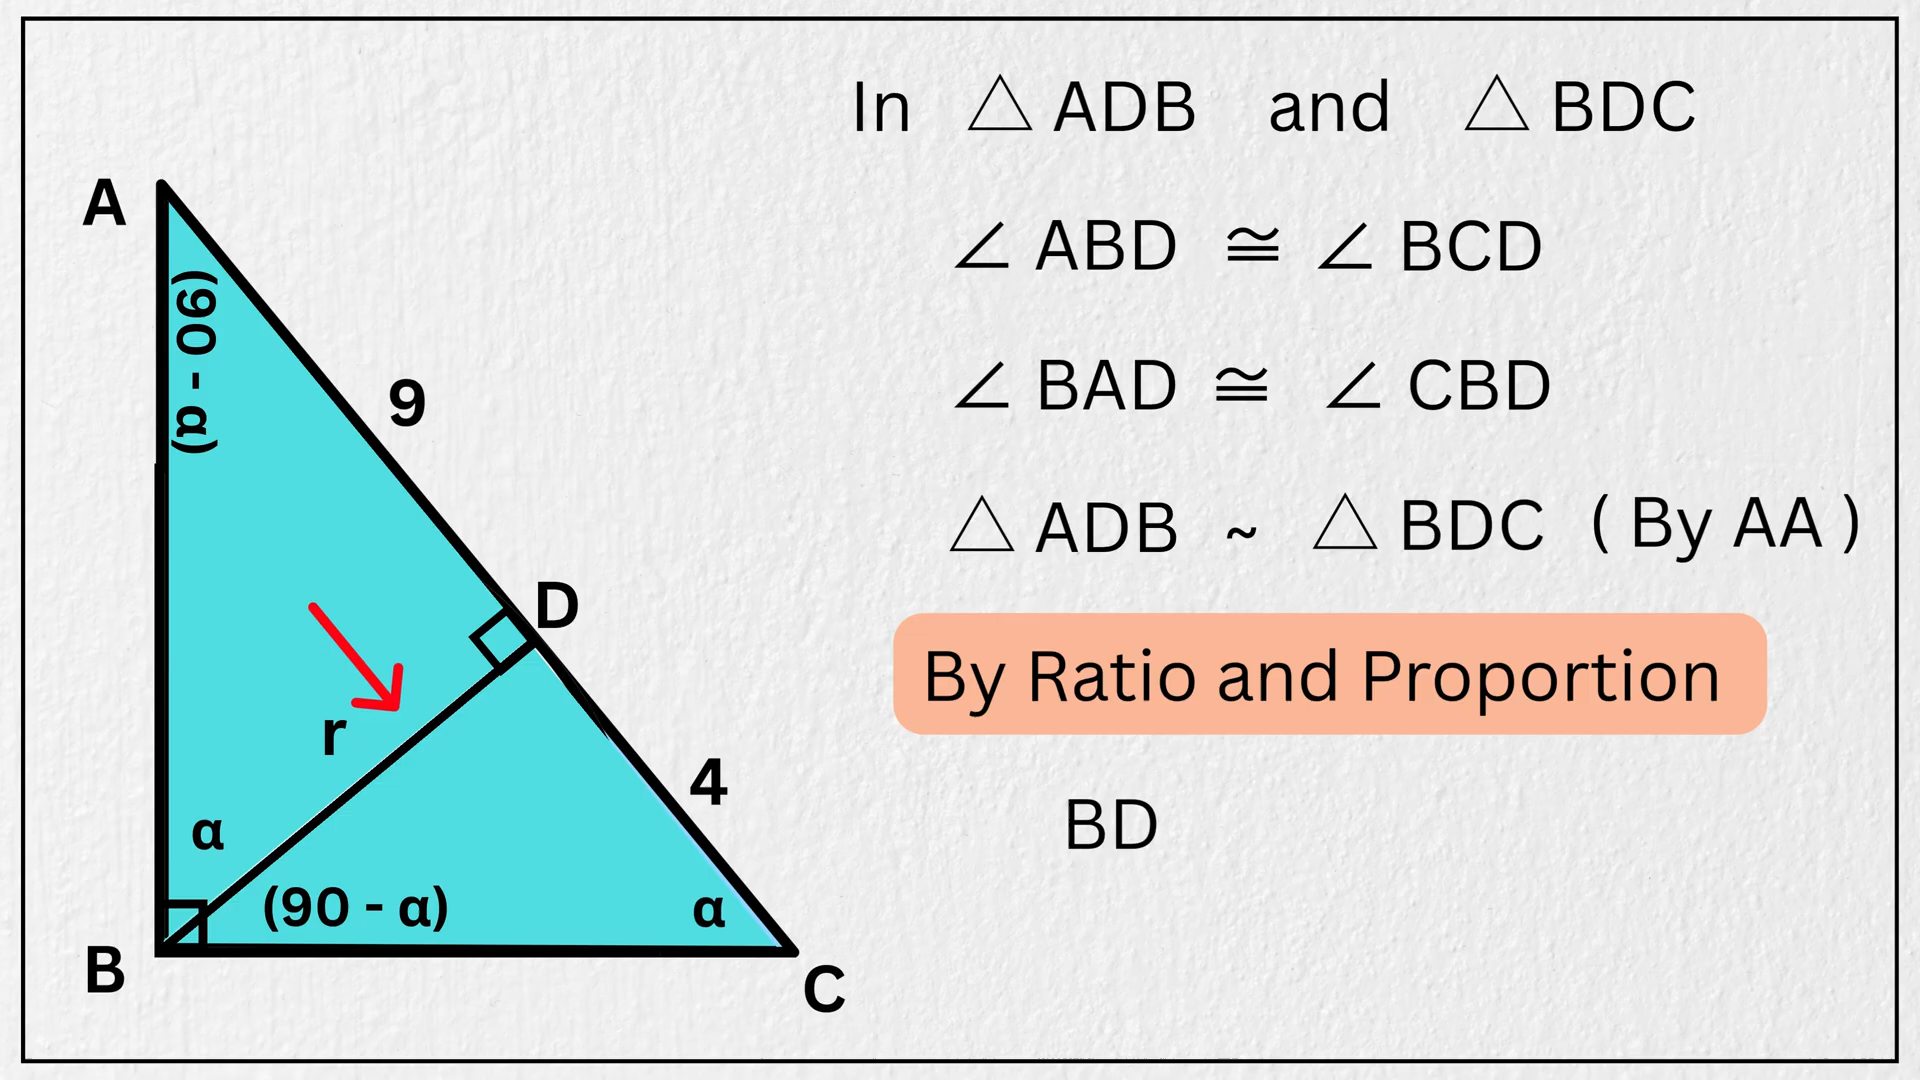 In △ ADB and △ BDC
∠ ABD ≅ ∠ BCD
∠ BAD ≅ ∠ CBD
△ ADB ~ △ BDC ( By AA )
By Ratio and Proportion
BD
A
(90 - α)
9
D
r
4
α
(90 - α)
α
B
C